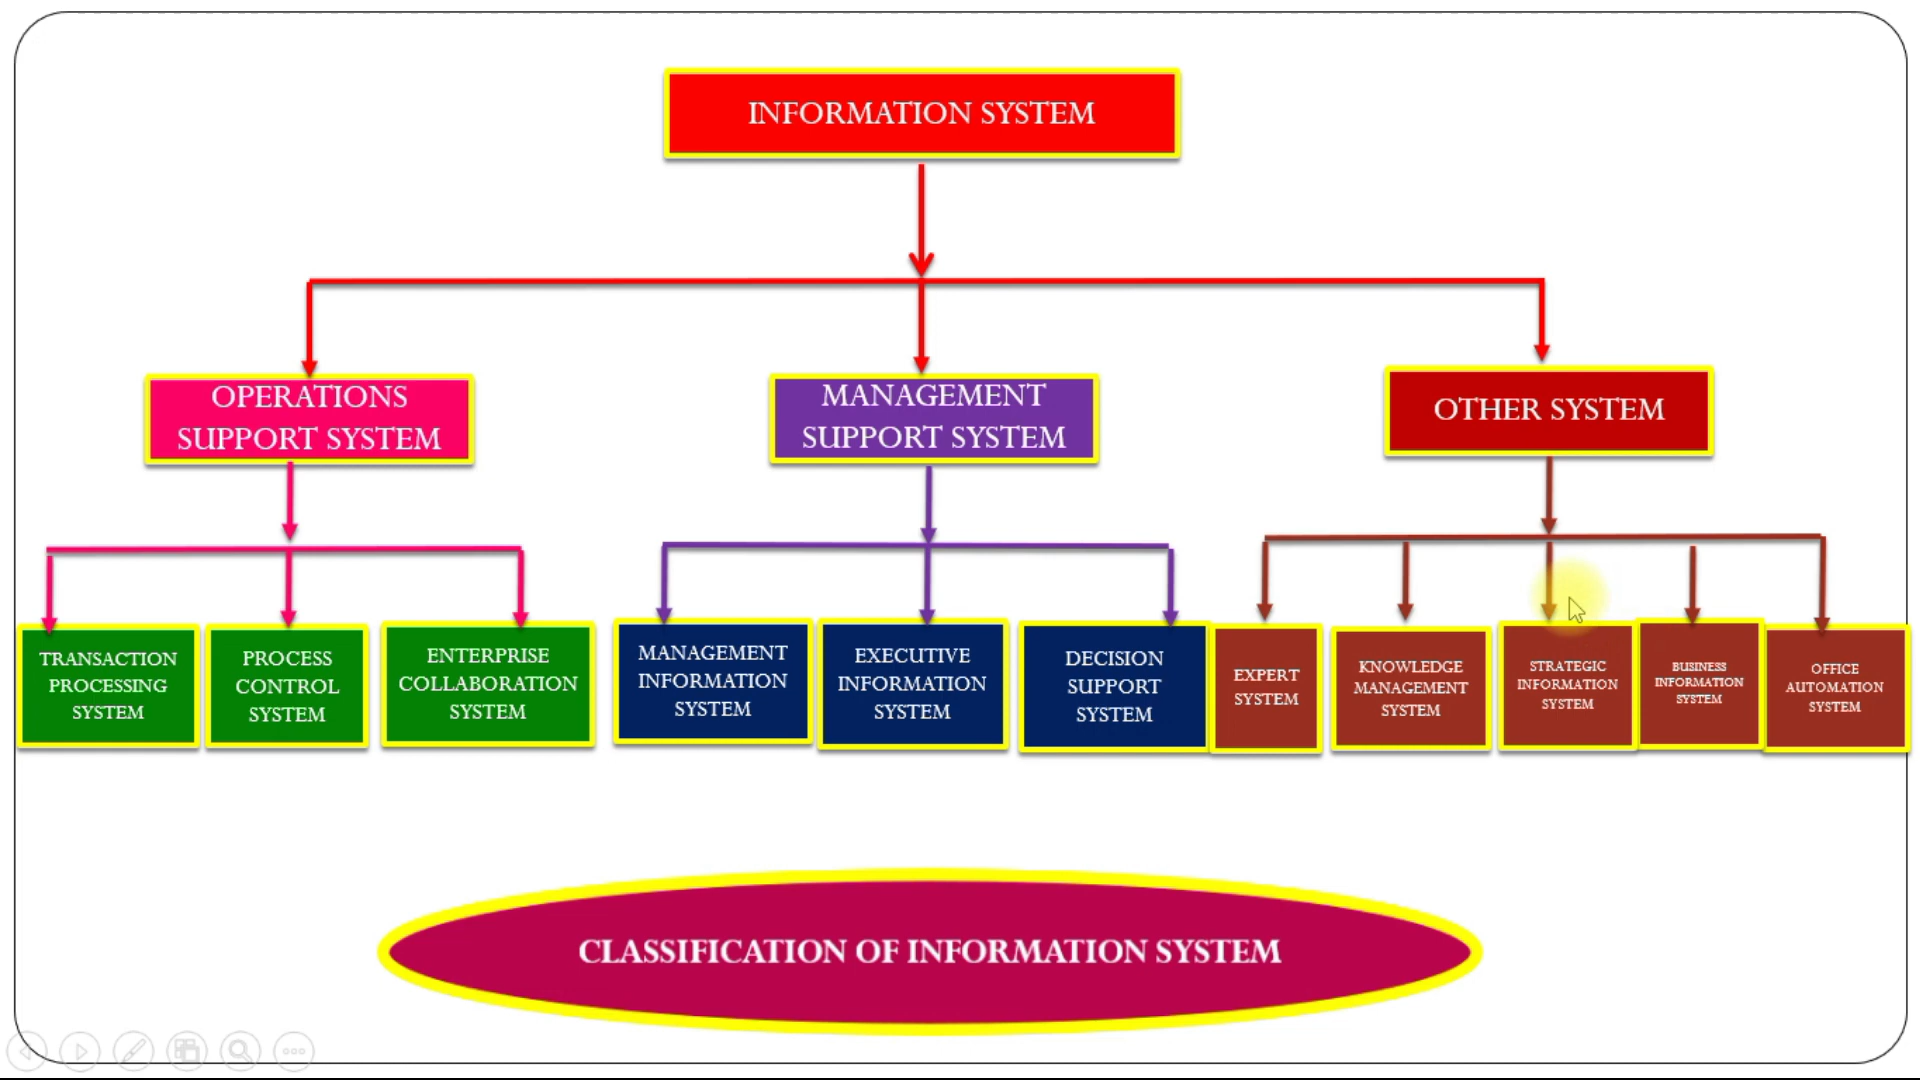 INFORMATION SYSTEM
OPERATIONS
SUPPORT SYSTEM
MANAGEMENT
SUPPORT SYSTEM
OTHER SYSTEM
TRANSACTION
PROCESSING
SYSTEM
PROCESS
CONTROL
SYSTEM
ENTERPRISE
COLLABORATION
SYSTEM
MANAGEMENT
INFORMATION
SYSTEM
EXECUTIVE
INFORMATION
SYSTEM
DECISION
SUPPORT
SYSTEM
EXPERT
SYSTEM
KNOWLEDGE
MANAGEMENT
SYSTEM
STRATEGIC
INFORMATION
SYSTEM
BUSINESS
INFORMATION
SYSTEM
OFFICE
AUTOMATION
SYSTEM
CLASSIFICATION OF INFORMATION SYSTEM